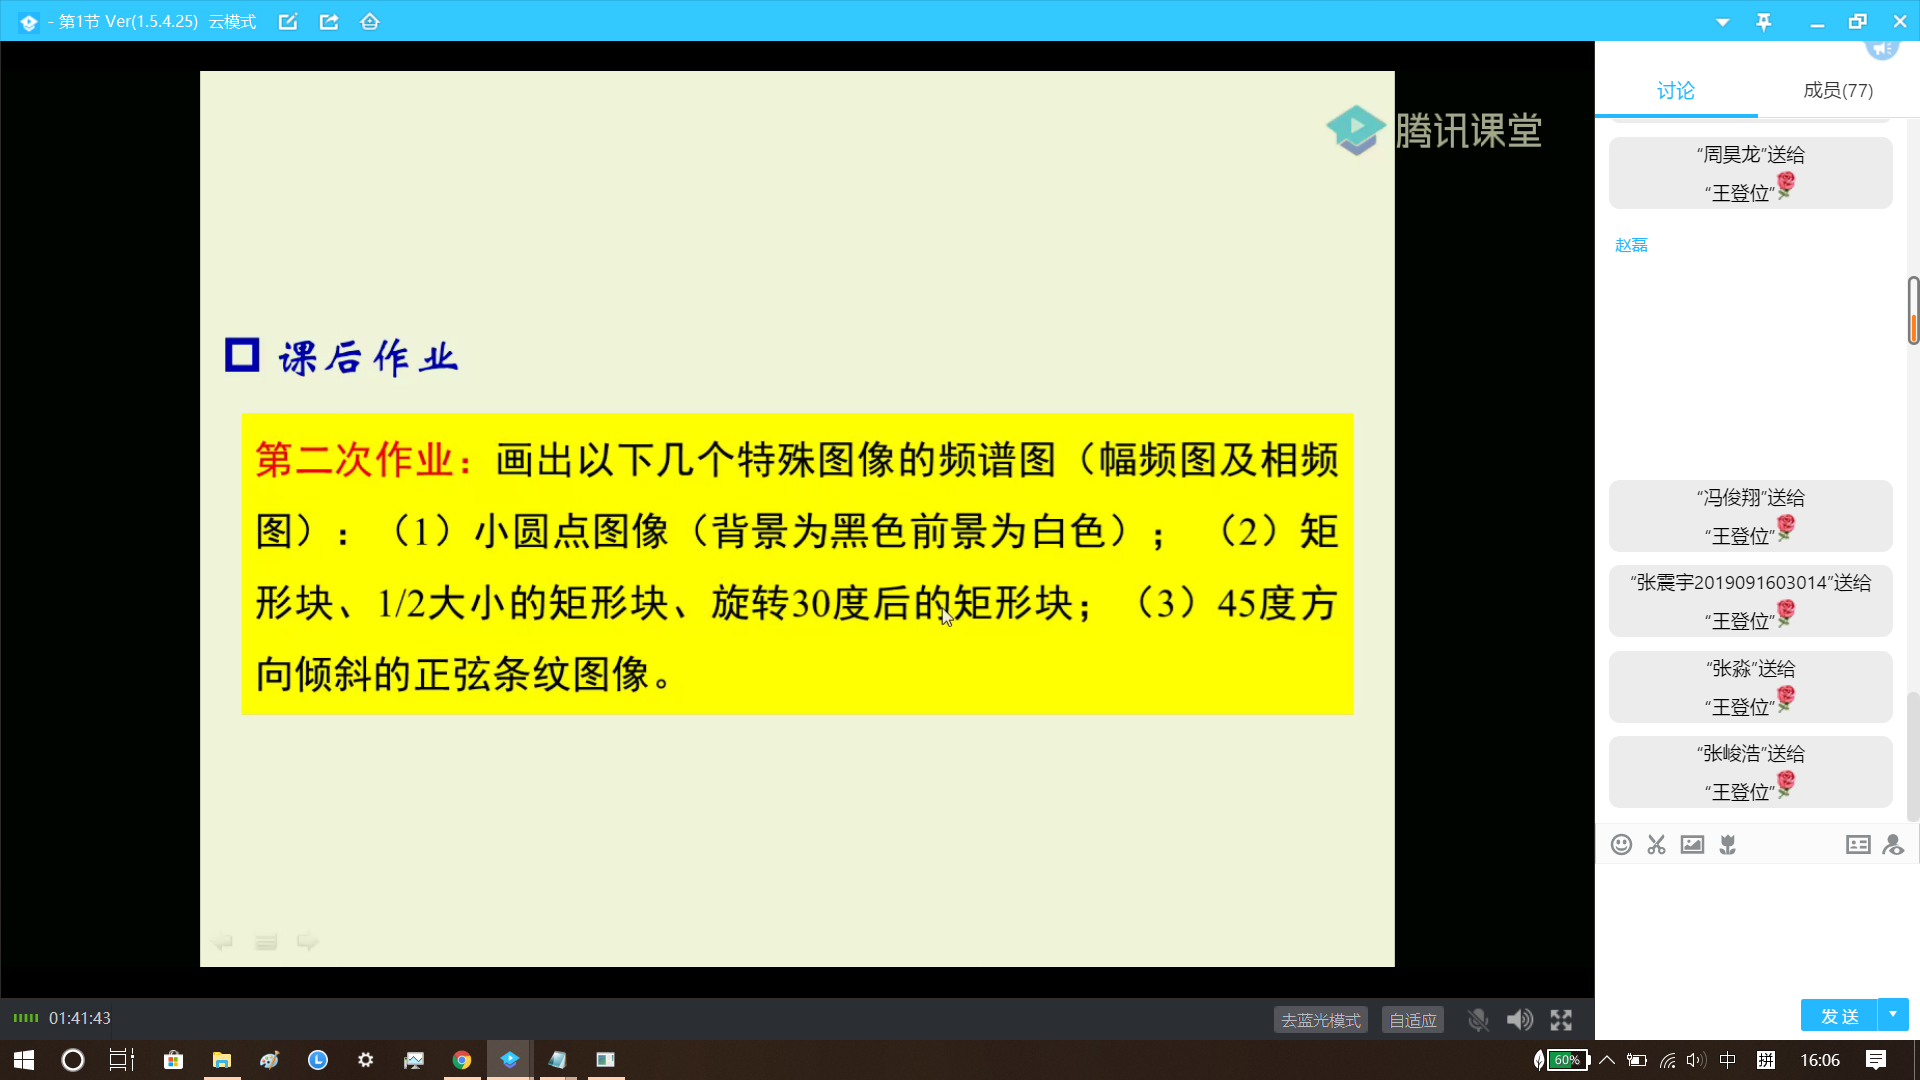 - 第1节 Ver(1.5.4.25) 云模式
腾讯课堂
课后作业
第二次作业：画出以下几个特殊图像的频谱图（幅频图及相频
图）：（1）小圆点图像（背景为黑色前景为白色）；（2）矩
形块、1/2大小的矩形块、旋转30度后的矩形块；（3）45度方
向倾斜的正弦条纹图像。
01:41:43
去蓝光模式 自适应
讨论 成员(77)
“周昊龙”送给
“王登位”
赵磊
“冯俊翔”送给
“王登位”
“张震宇2019091603014”送给
“王登位”
“张淼”送给
“王登位”
“张峻浩”送给
“王登位”
发送
60% 中 拼 16:06